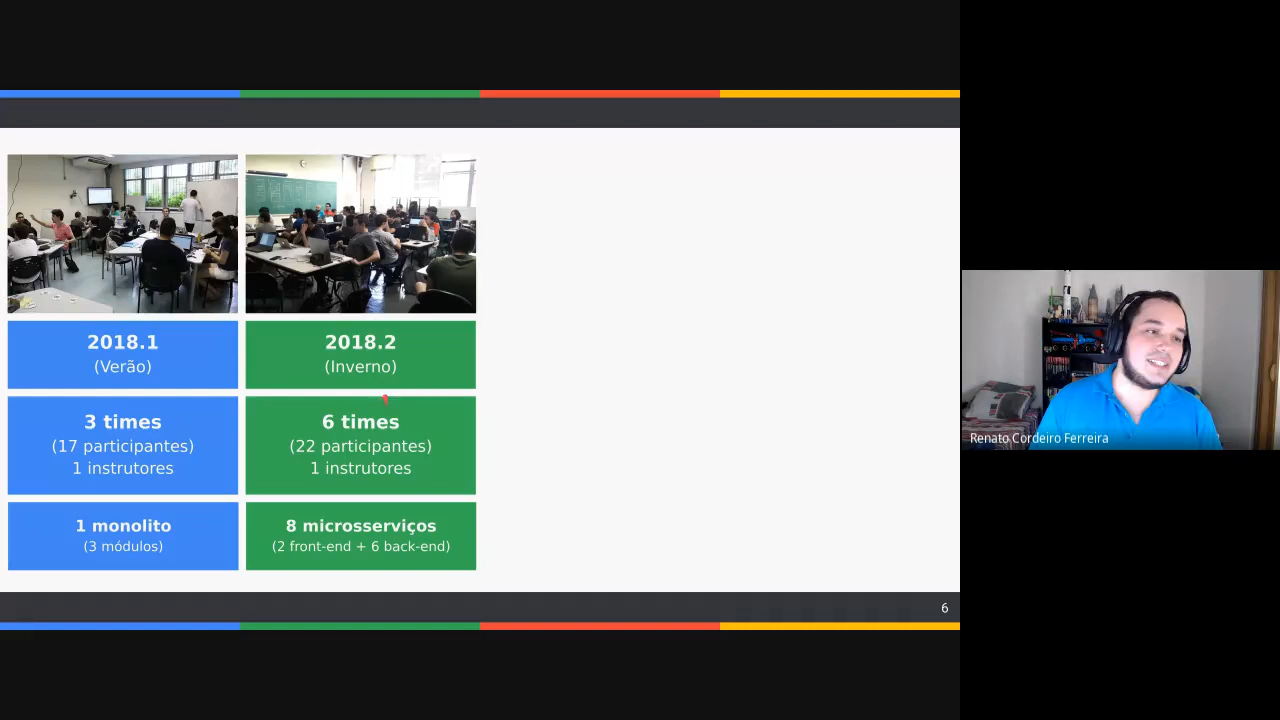 2018.1
(Verão)
3 times
(17 participantes)
1 instrutores
1 monolito
(3 módulos)
2018.2
(Inverno)
6 times
(22 participantes)
1 instrutores
8 microsserviços
(2 front-end + 6 back-end)
6
Renato Cordeiro Ferreira